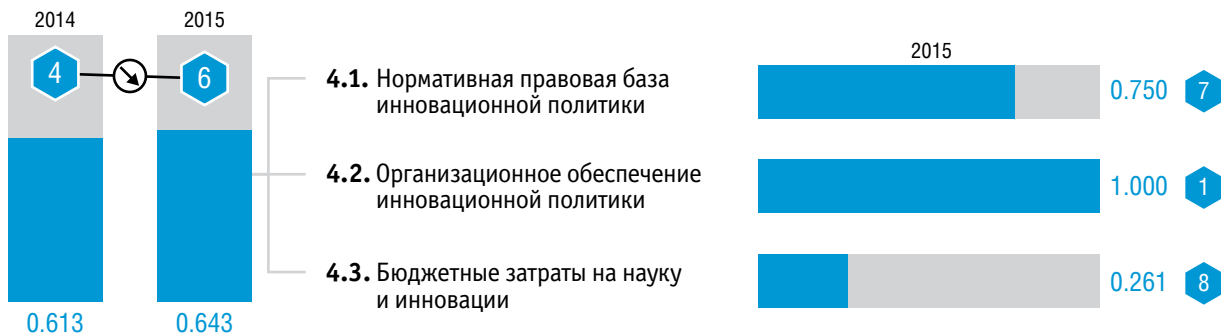 2014
2015
4
6
0.613
0.643
4.1. Нормативная правовая база
инновационной политики
4.2. Организационное обеспечение
инновационной политики
4.3. Бюджетные затраты на науку
и инновации
2015
0.750
7
1.000
1
0.261
8